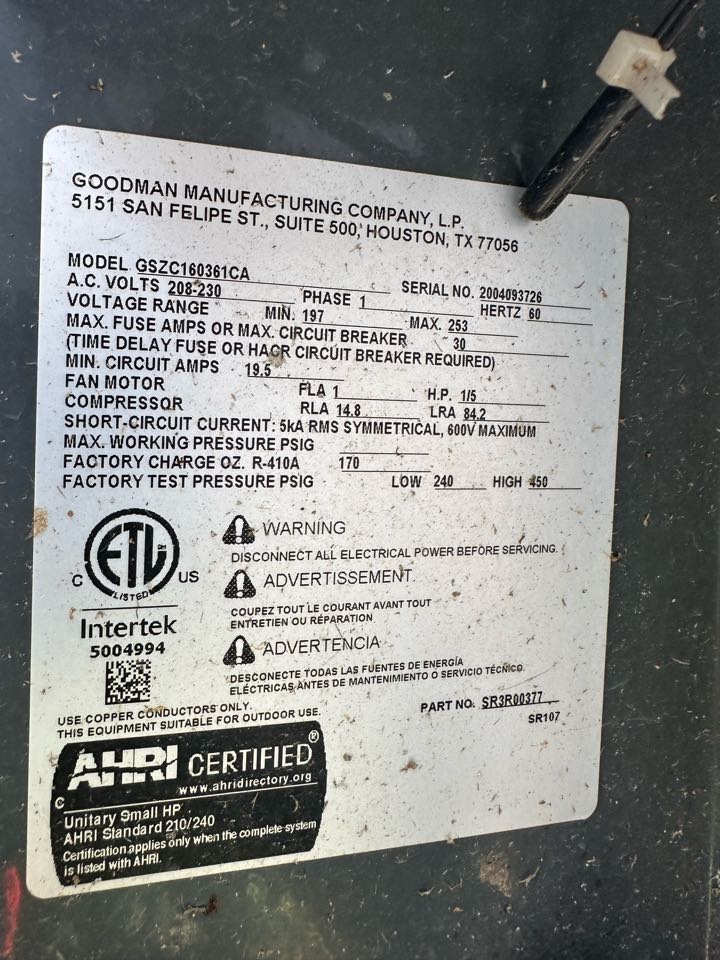 GOODMAN MANUFACTURING COMPANY, L.P.
5151 SAN FELIPE ST., SUITE 500, HOUSTON, TX 77056
MODEL GSZC160361CA SERIAL NO. 2004093726
A.C. VOLTS 208-230 PHASE 1 HERTZ 60
VOLTAGE RANGE MIN. 197 MAX. 253
MAX. FUSE AMPS OR MAX. CIRCUIT BREAKER 30
(TIME DELAY FUSE OR HACR CIRCUIT BREAKER REQUIRED)
MIN. CIRCUIT AMPS 19.5
FAN MOTOR FLA 1 H.P. 1/5
COMPRESSOR RLA 14.8 LRA 84.2
SHORT-CIRCUIT CURRENT: 5kA RMS SYMMETRICAL, 600V MAXIMUM
MAX. WORKING PRESSURE PSIG
FACTORY CHARGE OZ. R-410A 170
FACTORY TEST PRESSURE PSIG LOW 240 HIGH 450
ETL
CM
LISTED
C US
Intertek
5004994
WARNING
DISCONNECT ALL ELECTRICAL POWER BEFORE SERVICING.
ADVERTISSEMENT.
COUPEZ TOUT LE COURANT AVANT TOUT
ENTRETIEN OU RÉPARATION
ADVERTENCIA
DESCONECTE TODAS LAS FUENTES DE ENERGÍA
ELÉCTRICAS ANTES DE MANTENIMIENTO O SERVICIO TÉCNICO.
USE COPPER CONDUCTORS ONLY.
THIS EQUIPMENT SUITABLE FOR OUTDOOR USE.
PART NO. SR3R00377
SR107
AHRI CERTIFIED®
www.ahridirectory.org
C
Unitary Small HP
AHRI Standard 210/240
Certification applies only when the complete system
is listed with AHRI.